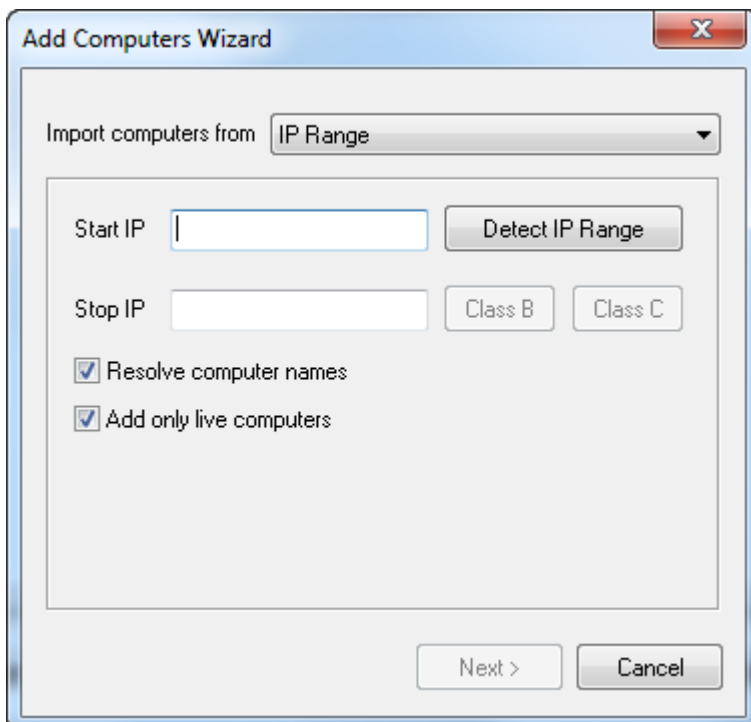 Add Computers Wizard
Import computers from IP Range
Start IP Detect IP Range
Stop IP Class B Class C
Resolve computer names
Add only live computers
Next > Cancel